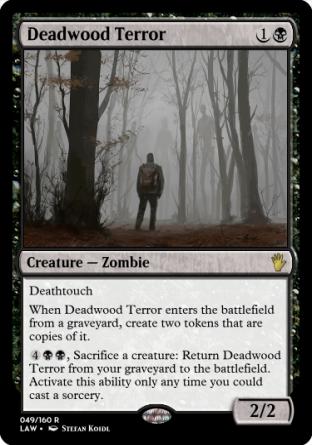 Deadwood Terror 1
Creature — Zombie
Deathtouch
When Deadwood Terror enters the battlefield
from a graveyard, create two tokens that are
copies of it.
4, Sacrifice a creature: Return Deadwood
Terror from your graveyard to the battlefield.
Activate this ability only any time you could
cast a sorcery.
2/2
049/160 R
LAW • Stefan Koidl